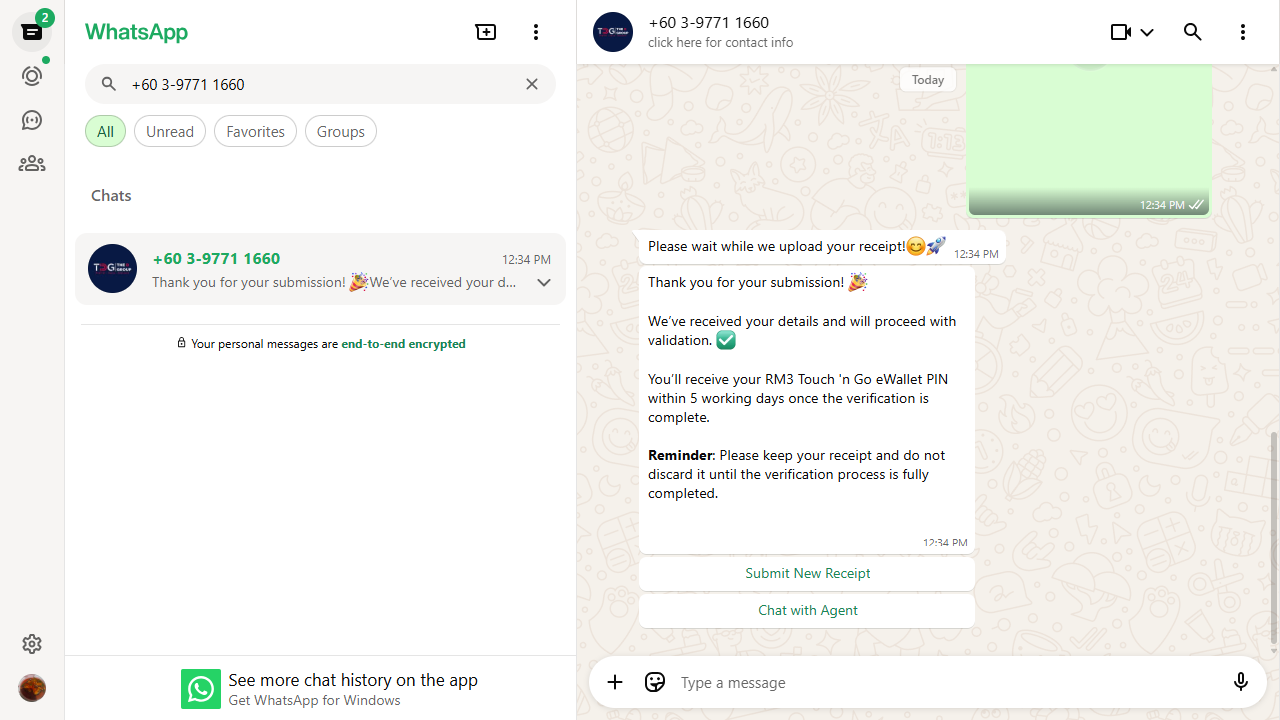 2
WhatsApp
+60 3-9771 1660
All
Unread
Favorites
Groups
Chats
+60 3-9771 1660
12:34 PM
Thank you for your submission! 🎉We’ve received your d...
Your personal messages are end-to-end encrypted
See more chat history on the app
Get WhatsApp for Windows
+60 3-9771 1660
click here for contact info
Today
12:34 PM
Please wait while we upload your receipt!😊🚀
12:34 PM
Thank you for your submission! 🎉
We’ve received your details and will proceed with
validation. ✅
You’ll receive your RM3 Touch 'n Go eWallet PIN
within 5 working days once the verification is
complete.
Reminder: Please keep your receipt and do not
discard it until the verification process is fully
completed.
12:34 PM
Submit New Receipt
Chat with Agent
Type a message